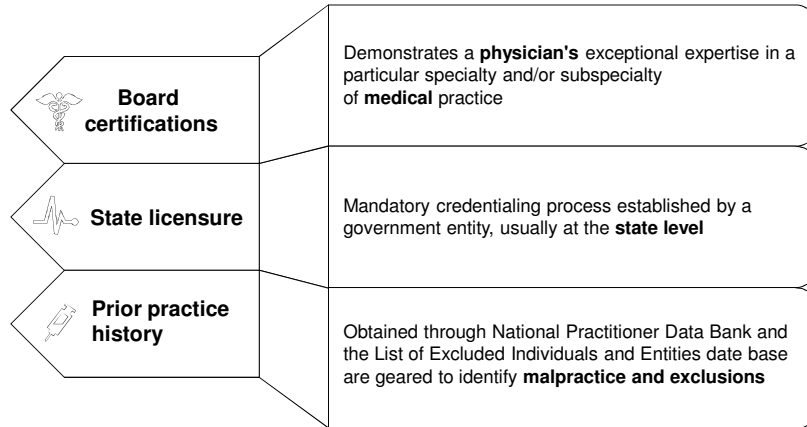 Board
certifications
Demonstrates a physician's exceptional expertise in a
particular specialty and/or subspecialty
of medical practice
State licensure
Mandatory credentialing process established by a
government entity, usually at the state level
Prior practice
history
Obtained through National Practitioner Data Bank and
the List of Excluded Individuals and Entities date base
are geared to identify malpractice and exclusions